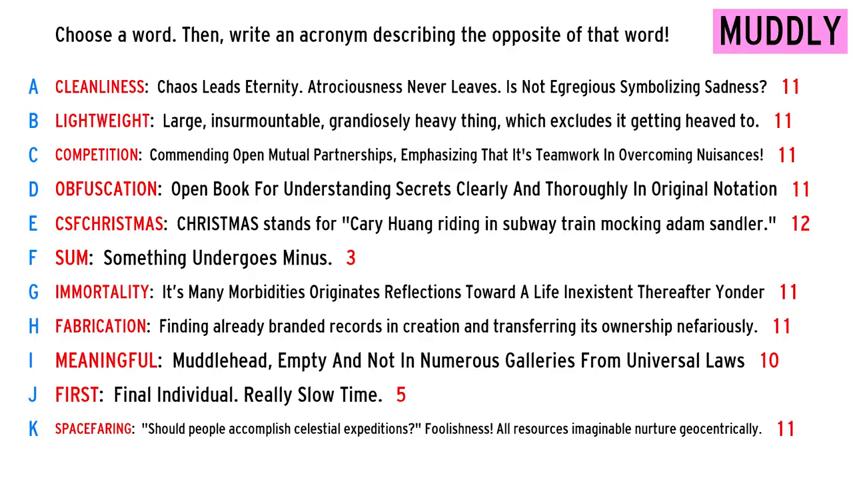 Choose a word. Then, write an acronym describing the opposite of that word! MUDDLY
A CLEANLINESS: Chaos Leads Eternity. Atrociousness Never Leaves. Is Not Egregious Symbolizing Sadness? 11
B LIGHTWEIGHT: Large, insurmountable, grandiosely heavy thing, which excludes it getting heaved to. 11
C COMPETITION: Commending Open Mutual Partnerships, Emphasizing That It's Teamwork In Overcoming Nuisances! 11
D OBFUSCATION: Open Book For Understanding Secrets Clearly And Thoroughly In Original Notation 11
E CSFCHRISTMAS: CHRISTMAS stands for "Cary Huang riding in subway train mocking adam sandler." 12
F SUM: Something Undergoes Minus. 3
G IMMORTALITY: It's Many Morbidities Originates Reflections Toward A Life Inexistent Thereafter Yonder 11
H FABRICATION: Finding already branded records in creation and transferring its ownership nefariously. 11
I MEANINGFUL: Muddlehead, Empty And Not In Numerous Galleries From Universal Laws 10
J FIRST: Final Individual. Really Slow Time. 5
K SPACEFARING: "Should people accomplish celestial expeditions?" Foolishness! All resources imaginable nurture geocentrically. 11